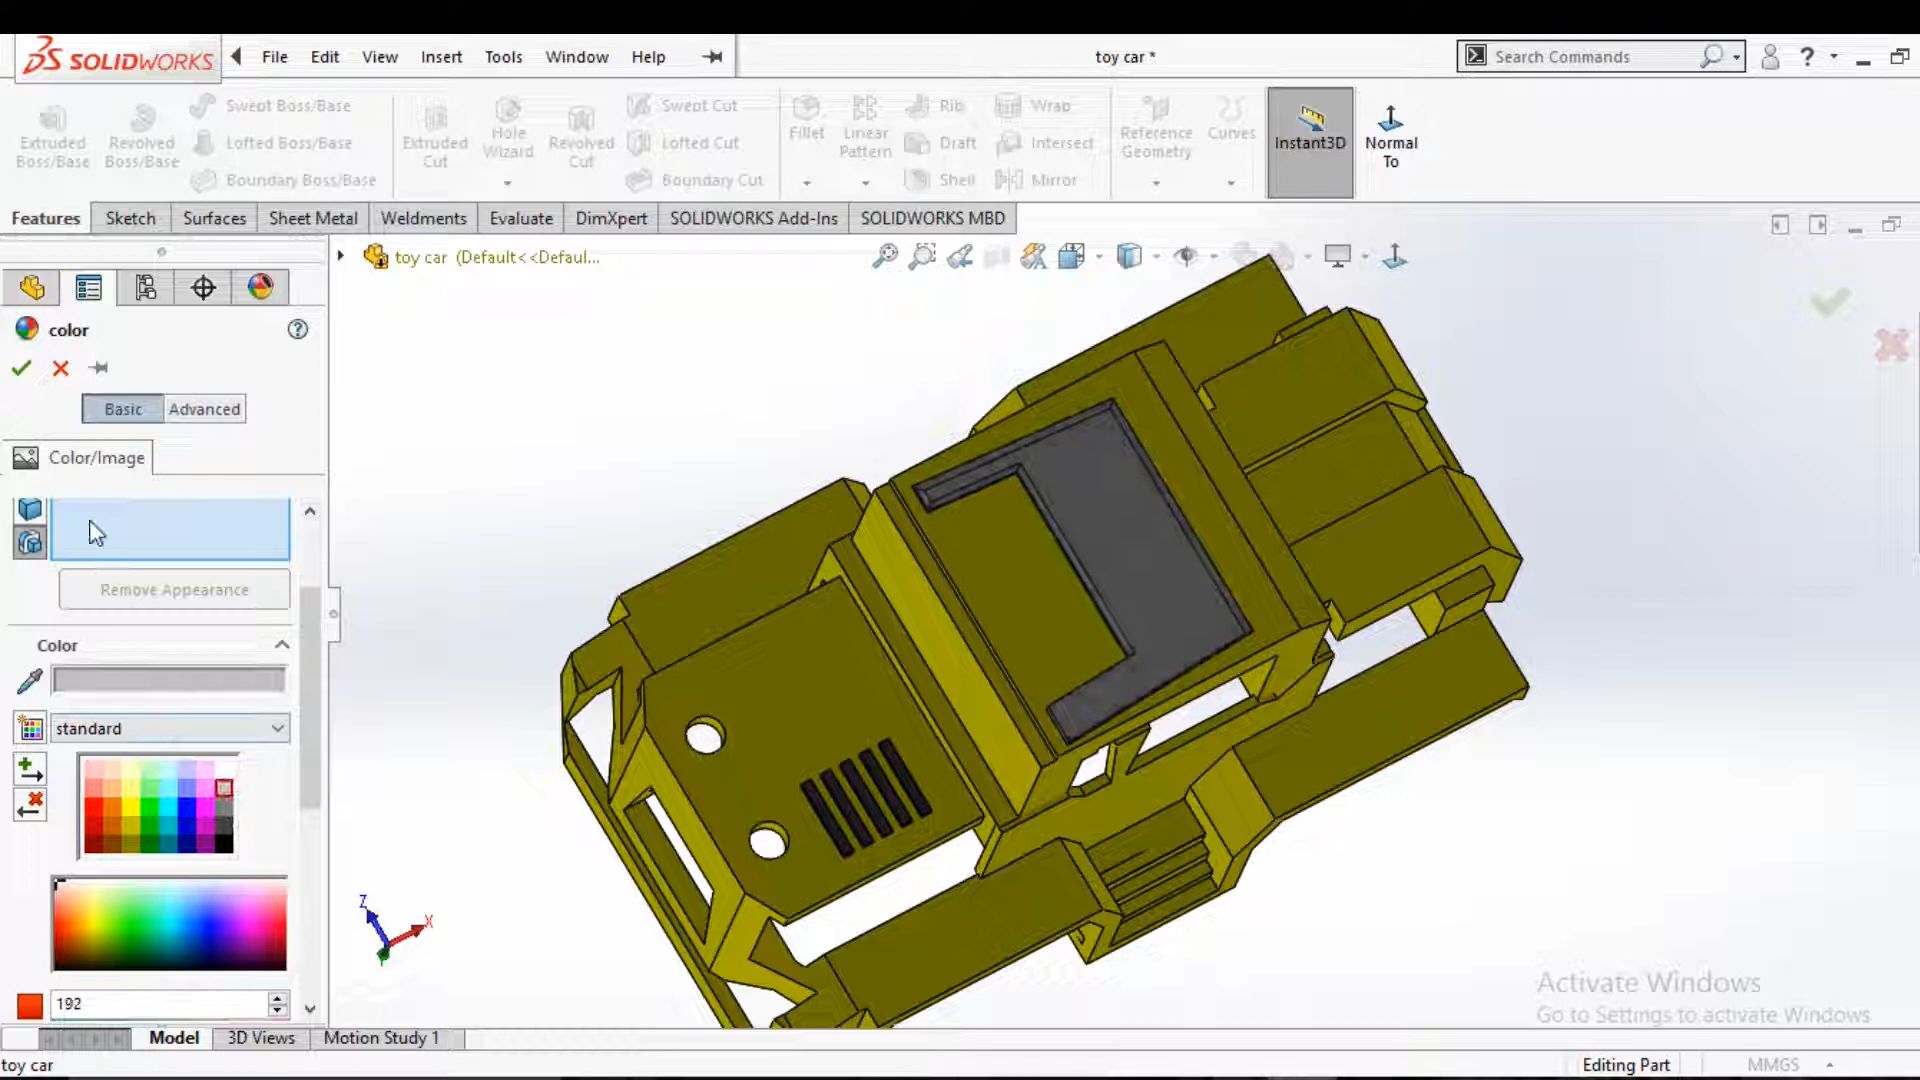 SOLIDWORKS File Edit View Insert Tools Window Help toy car * Search Commands ?
Extruded Boss/Base
Revolved Boss/Base
Swept Boss/Base
Lofted Boss/Base
Boundary Boss/Base
Extruded Cut
Hole Wizard
Revolved Cut
Swept Cut
Lofted Cut
Boundary Cut
Fillet
Linear Pattern
Rib
Draft
Shell
Wrap
Intersect
Mirror
Reference Geometry
Curves
Instant3D
Normal To
Features Sketch Surfaces Sheet Metal Weldments Evaluate DimXpert SOLIDWORKS Add-Ins SOLIDWORKS MBD
toy car (Default<<Defaul...
color ?
Basic Advanced
Color/Image
Remove Appearance
Color
standard
192
Z
X
Activate Windows
Go to Settings to activate Windows
Model 3D Views Motion Study 1
toy car Editing Part MMGS